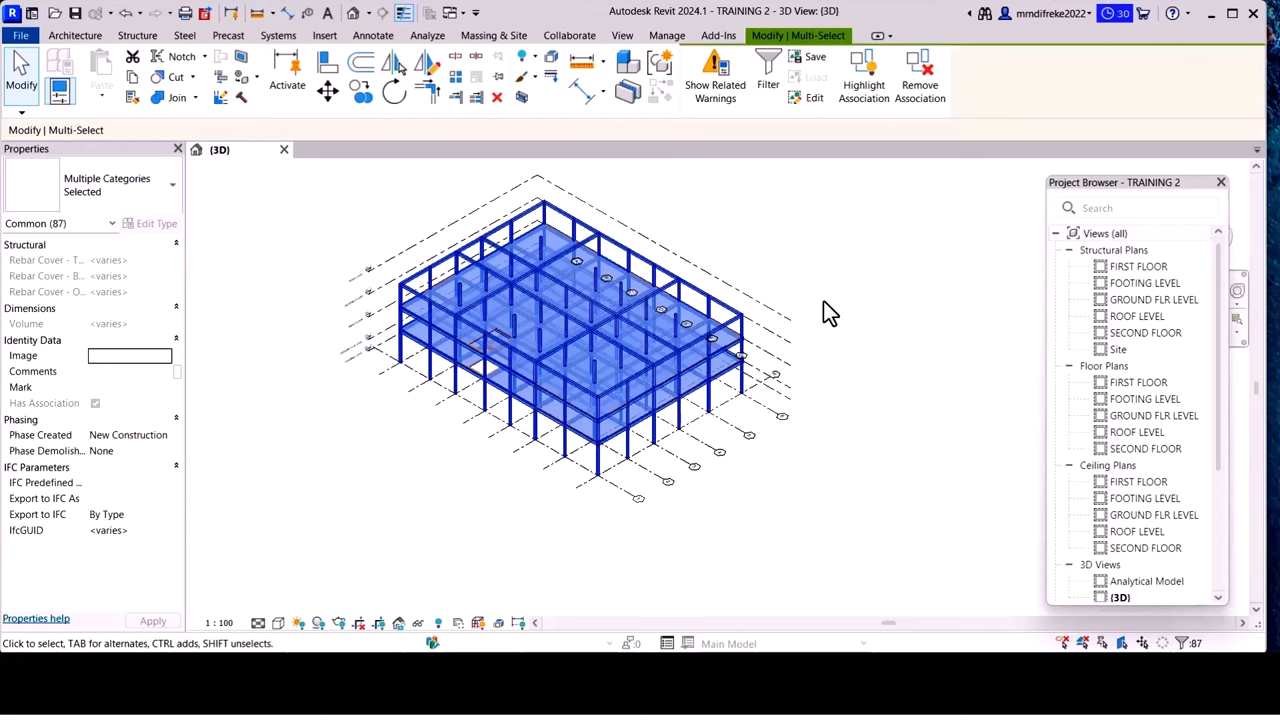 R
Autodesk Revit 2024.1 - TRAINING 2 - 3D View: {3D}
mrndifreke2022
30
File Architecture Structure Steel Precast Systems Insert Annotate Analyze Massing & Site Collaborate View Manage Add-Ins Modify | Multi-Select
Modify
Paste
Notch
Cut
Join
Activate
Show Related Warnings
Filter
Save
Load
Edit
Highlight Association
Remove Association
Modify | Multi-Select
Properties
{3D}
Multiple Categories Selected
Common (87)
Edit Type
Structural
Rebar Cover - T... <varies>
Rebar Cover - B... <varies>
Rebar Cover - O... <varies>
Dimensions
Volume <varies>
Identity Data
Image
Comments
Mark
Has Association
Phasing
Phase Created New Construction
Phase Demolish... None
IFC Parameters
IFC Predefined ...
Export to IFC As
Export to IFC By Type
IfcGUID <varies>
Properties help
Apply
Project Browser - TRAINING 2
Search
Views (all)
Structural Plans
FIRST FLOOR
FOOTING LEVEL
GROUND FLR LEVEL
ROOF LEVEL
SECOND FLOOR
Site
Floor Plans
FIRST FLOOR
FOOTING LEVEL
GROUND FLR LEVEL
ROOF LEVEL
SECOND FLOOR
Ceiling Plans
FIRST FLOOR
FOOTING LEVEL
GROUND FLR LEVEL
ROOF LEVEL
SECOND FLOOR
3D Views
Analytical Model
{3D}
1 : 100
Click to select, TAB for alternates, CTRL adds, SHIFT unselects.
:0
Main Model
:87